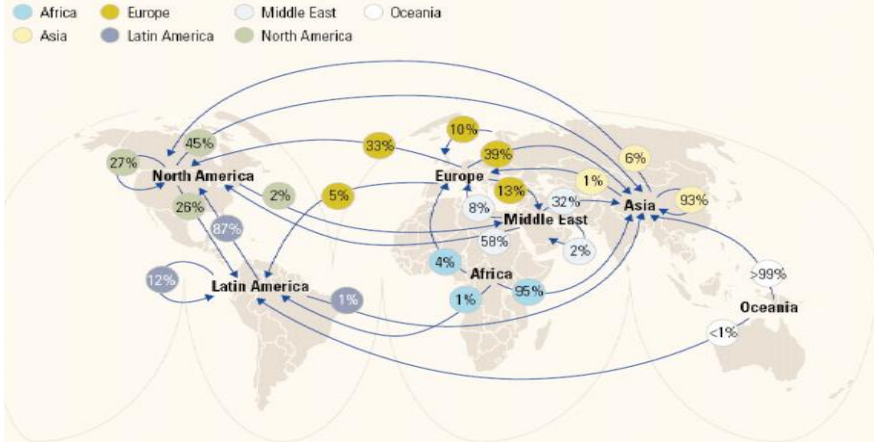 Africa Europe Middle East Oceania
Asia Latin America North America
10%
45% 33% 39% 6%
27%
North America Europe 1%
2% 5% 13% 32% Asia 93%
26% 8% Middle East
87% 58% 2%
4%
12% Latin America Africa >99%
1% 1% 95%
Oceania
<1%